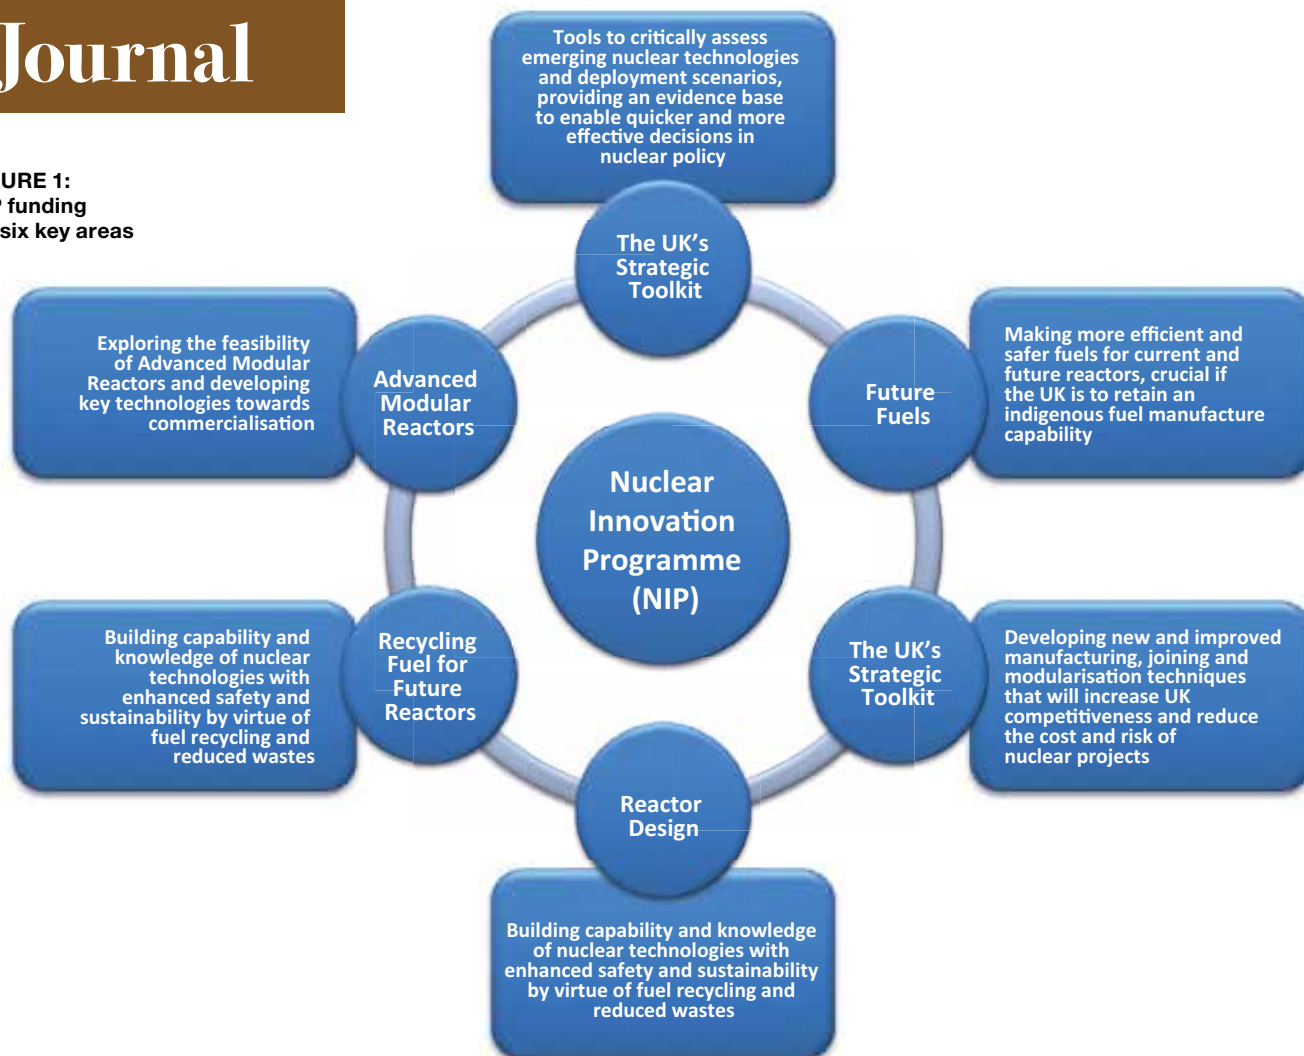 Journal
URE 1:
funding
six key areas
Tools to critically assess
emerging nuclear technologies
and deployment scenarios,
providing an evidence base
to enable quicker and more
effective decisions in
nuclear policy
The UK's
Strategic
Toolkit
Exploring the feasibility
of Advanced Modular
Reactors and developing
key technologies towards
commercialisation
Advanced
Modular
Reactors
Future
Fuels
Making more efficient and
safer fuels for current and
future reactors, crucial if
the UK is to retain an
indigenous fuel manufacture
capability
Nuclear
Innovation
Programme
(NIP)
Building capability and
knowledge of nuclear
technologies with
enhanced safety and
sustainability by virtue of
fuel recycling and
reduced wastes
Recycling
Fuel for
Future
Reactors
The UK's
Strategic
Toolkit
Developing new and improved
manufacturing, joining and
modularisation techniques
that will increase UK
competitiveness and reduce
the cost and risk of
nuclear projects
Reactor
Design
Building capability and knowledge
of nuclear technologies with
enhanced safety and sustainability
by virtue of fuel recycling and
reduced wastes